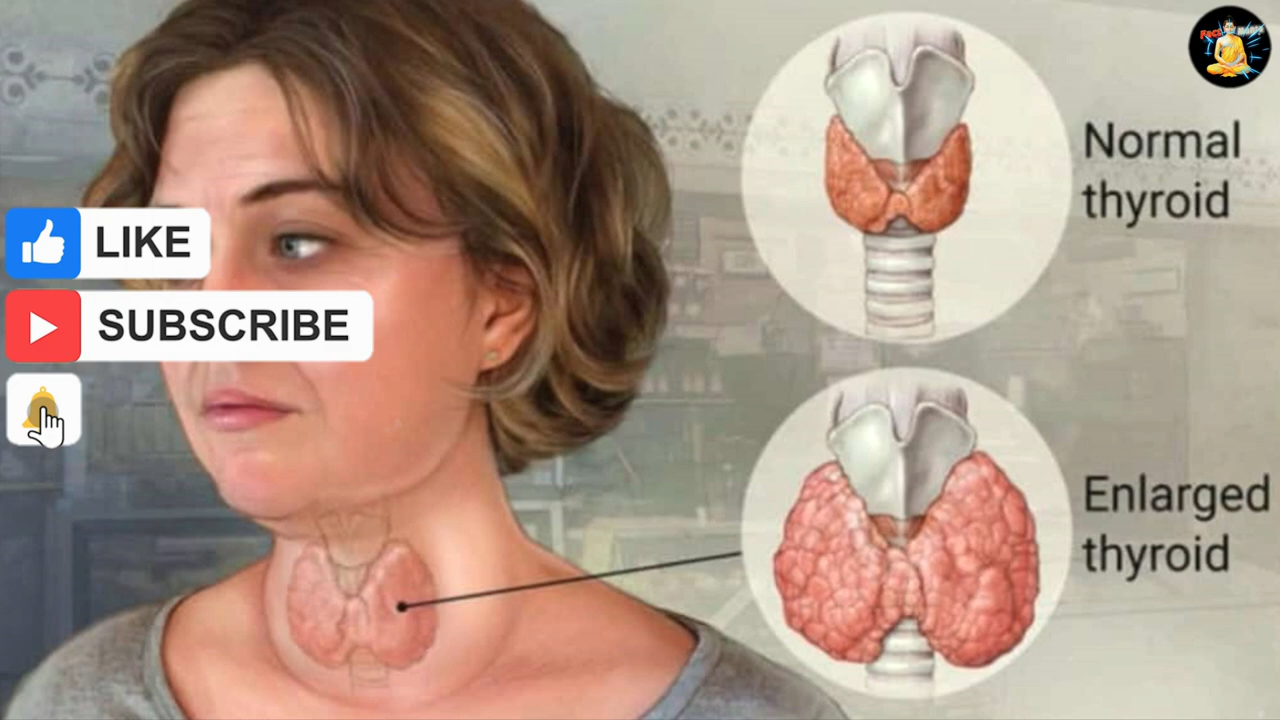 Normal
thyroid
LIKE
SUBSCRIBE
Enlarged
thyroid